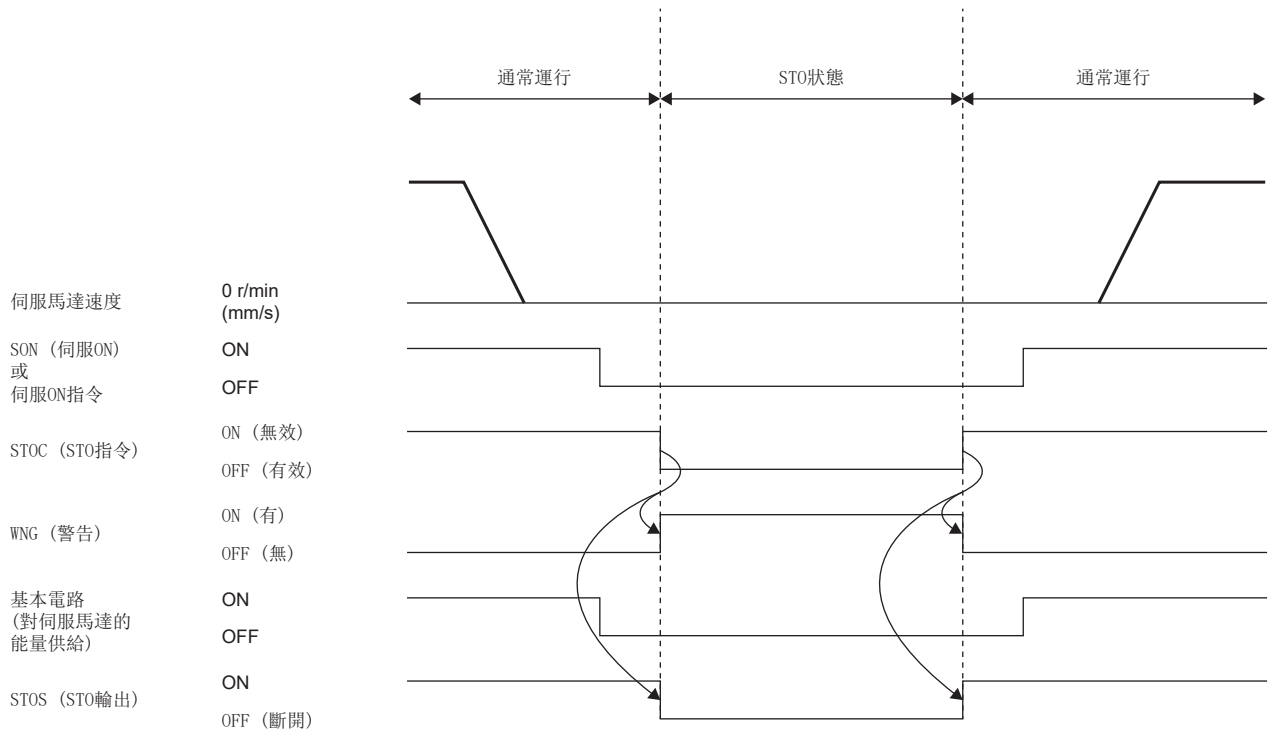 通常運行
STO狀態
通常運行
伺服馬達速度
0 r/min
(mm/s)
SON (伺服ON)
或
伺服ON指令
ON
OFF
STOC (STO指令)
ON (無效)
OFF (有效)
WNG (警告)
ON (有)
OFF (無)
基本電路
(對伺服馬達的
能量供給)
ON
OFF
STOS (STO輸出)
ON
OFF (斷開)